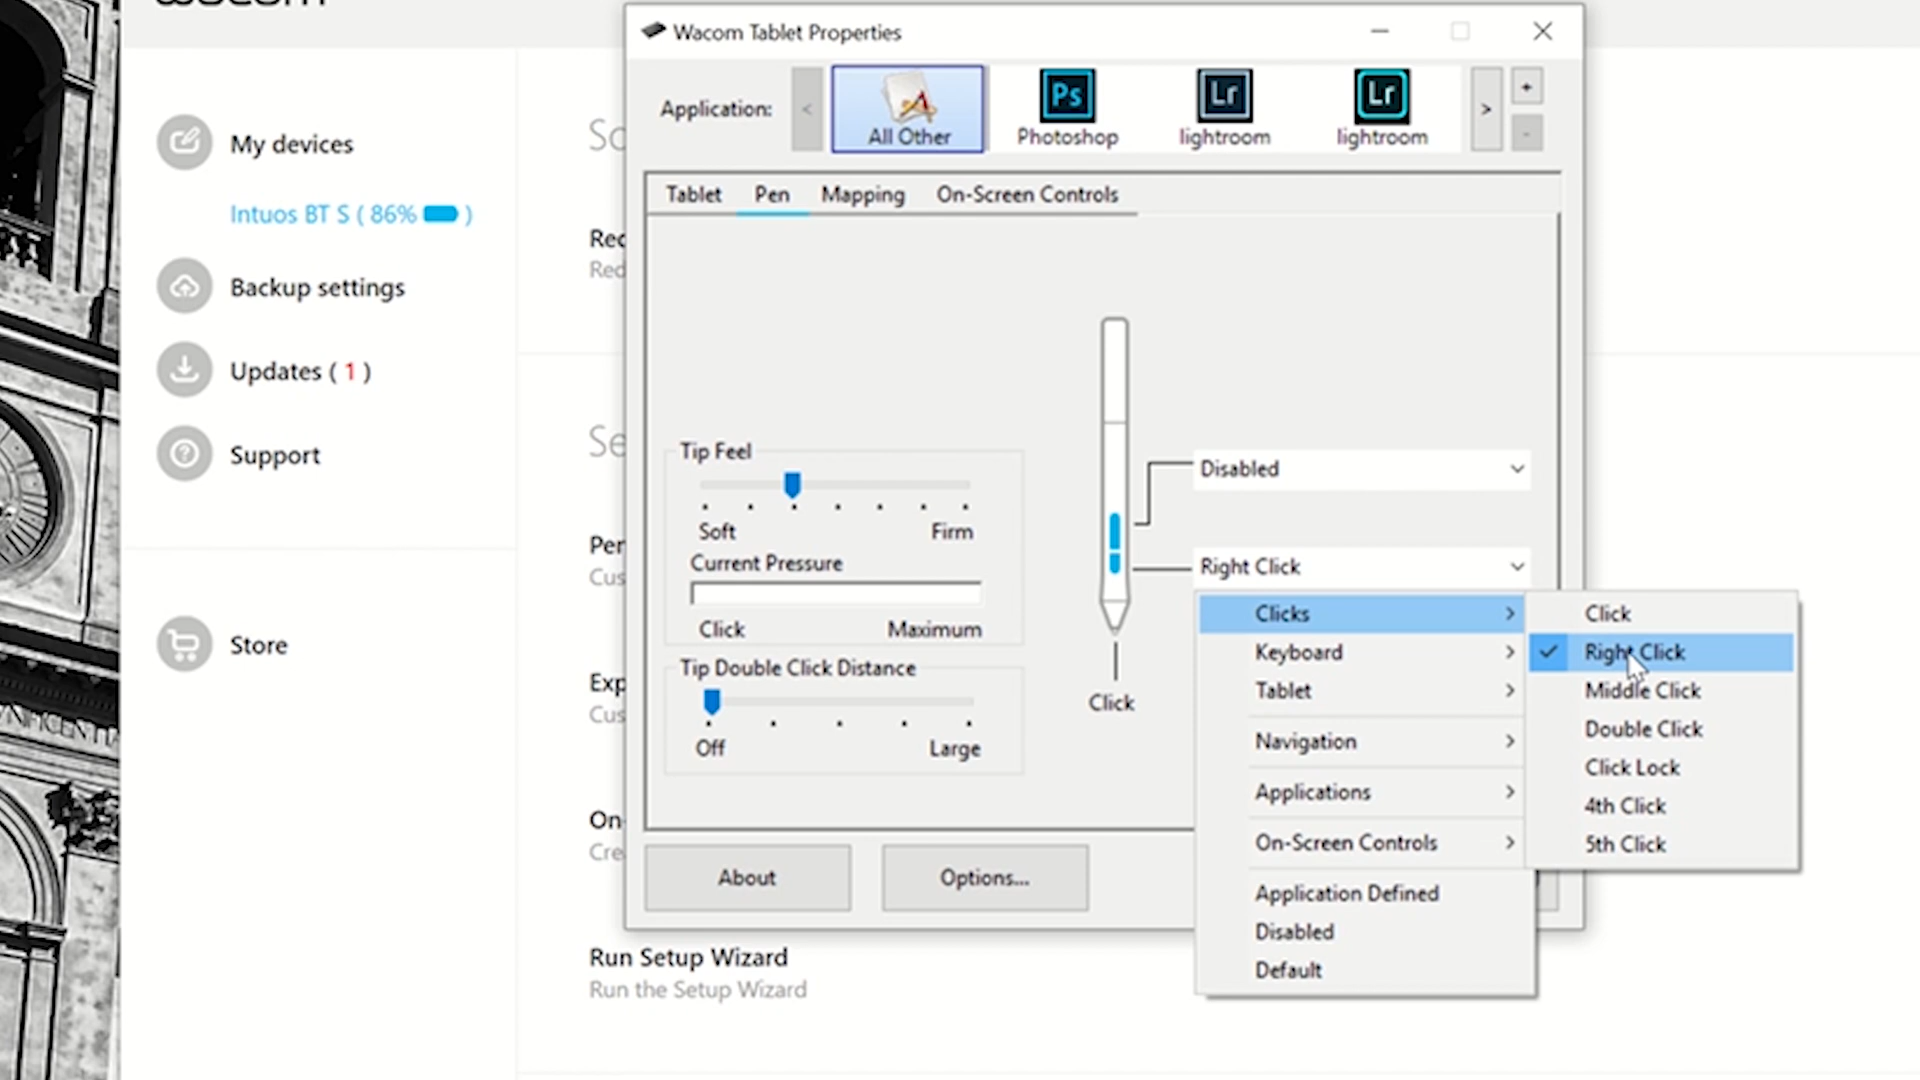 Wacom Tablet Properties
Application:
<
All Other
Ps
Photoshop
Lr
lightroom
Lr
lightroom
>
+
-
My devices
Intuos BT S ( 86% )
Backup settings
Updates ( 1 )
Support
Store
Tablet Pen Mapping On-Screen Controls
Tip Feel
Soft Firm
Current Pressure
Click Maximum
Tip Double Click Distance
Off Large
Click
Disabled
Right Click
Clicks
Keyboard
Tablet
Navigation
Applications
On-Screen Controls
Application Defined
Disabled
Default
Click
Right Click
Middle Click
Double Click
Click Lock
4th Click
5th Click
About
Options...
Run Setup Wizard
Run the Setup Wizard